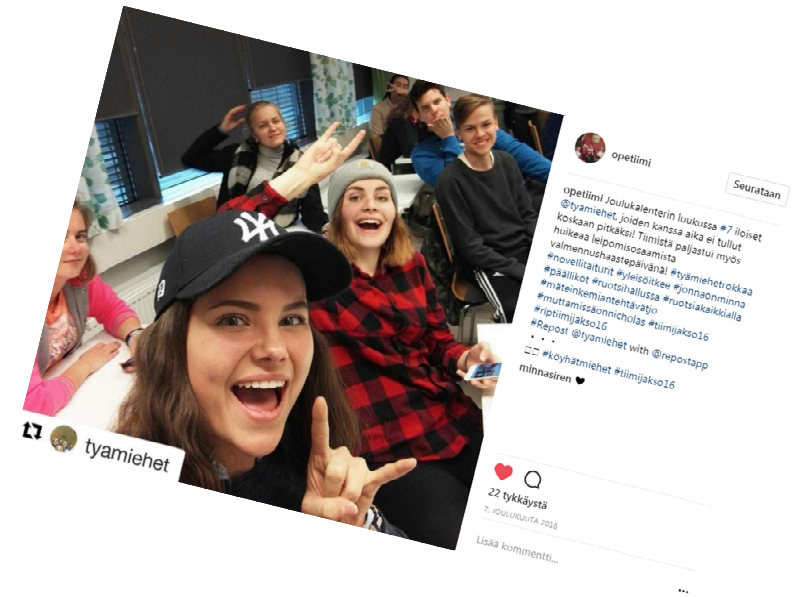 NY
tyamiehet
opetiimi
Seurataan
opetiimi Joulukalenterin luukussa #7 iloiset
@tyamiehet, joiden kanssa aika ei tullut
koskaan pitkäksi! Tiimistä paljastui myös
huikeaa leipomisosaamista
valmennushaastepäivänä! #tyämiehetrokkaa
#novellitaiturit #yleisöitkee #jonnaonminna
#päälliköt #ruotsihallussa #ruotsiakaikkialla
#mateinkemiantehtävätjo
#muttamissäonnicholas #tiimijakso16
#riptiimijakso16
#Repost @tyamiehet with @repostapp
• • •
#köyhätmiehet #tiimijakso16
minnasiren
22 tykkäystä
7. JOULUKUUTA 2016
Lisää kommentti...